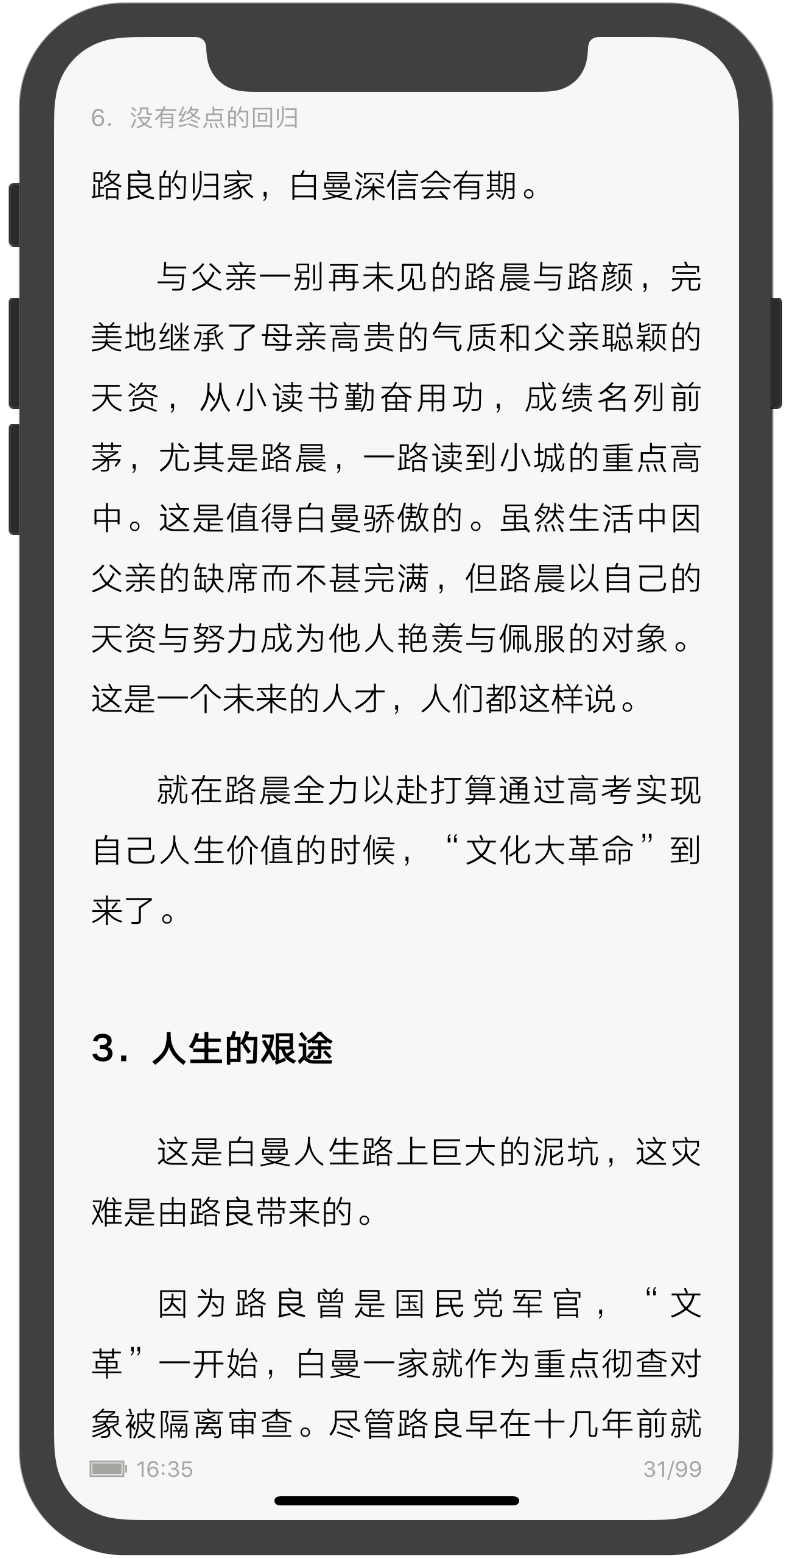 6. 没有终点的回归
路良的归家，白曼深信会有期。
与父亲一别再未见的路晨与路颜，完
美地继承了母亲高贵的气质和父亲聪颖的
天资，从小读书勤奋用功，成绩名列前
茅，尤其是路晨，一路读到小城的重点高
中。这是值得白曼骄傲的。虽然生活中因
父亲的缺席而不甚完满，但路晨以自己的
天资与努力成为他人艳羡与佩服的对象。
这是一个未来的人才，人们都这样说。
就在路晨全力以赴打算通过高考实现
自己人生价值的时候，“文化大革命”到
来了。
3. 人生的艰途
这是白曼人生路上巨大的泥坑，这灾
难是由路良带来的。
因为路良曾是国民党军官，“文
革”一开始，白曼一家就作为重点彻查对
象被隔离审查。尽管路良早在十几年前就
16:35 31/99